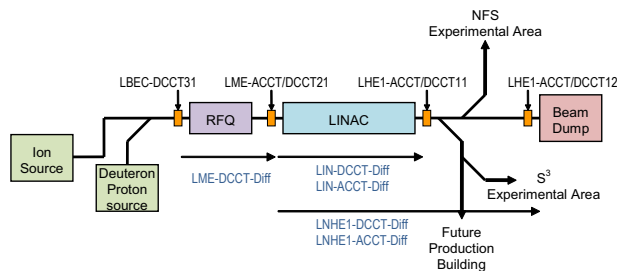 NFS
Experimental Area
LBEC-DCCT31
LME-ACCT/DCCT21
LHE1-ACCT/DCCT11
LHE1-ACCT/DCCT12
RFQ
LINAC
Beam
Dump
Ion
Source
Deuteron
Proton
source
LME-DCCT-Diff
LIN-DCCT-Diff
LIN-ACCT-Diff
S³
Experimental Area
LNHE1-DCCT-Diff
LNHE1-ACCT-Diff
Future
Production
Building